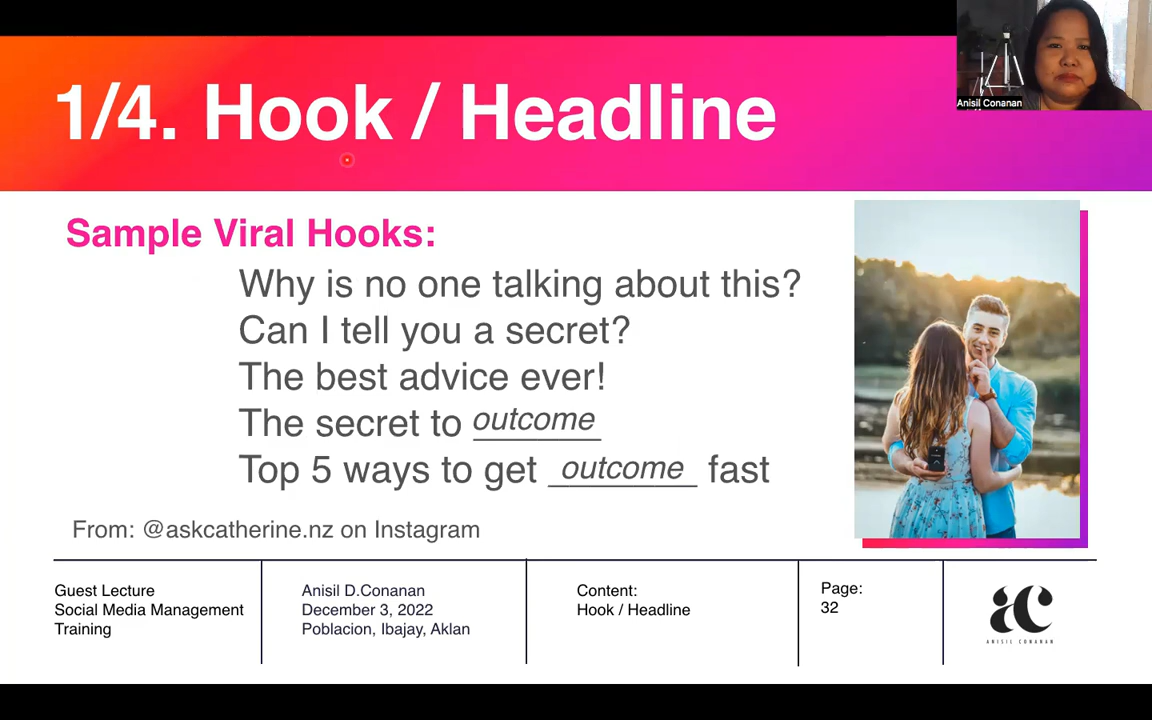 1/4. Hook / Headline
Anisil Conanan
Sample Viral Hooks:
Why is no one talking about this?
Can I tell you a secret?
The best advice ever!
The secret to outcome
Top 5 ways to get outcome fast
From: @askcatherine.nz on Instagram
Guest Lecture
Social Media Management
Training
Anisil D.Conanan
December 3, 2022
Poblacion, Ibajay, Aklan
Content:
Hook / Headline
Page:
32
ac
ANISIL CONANAN